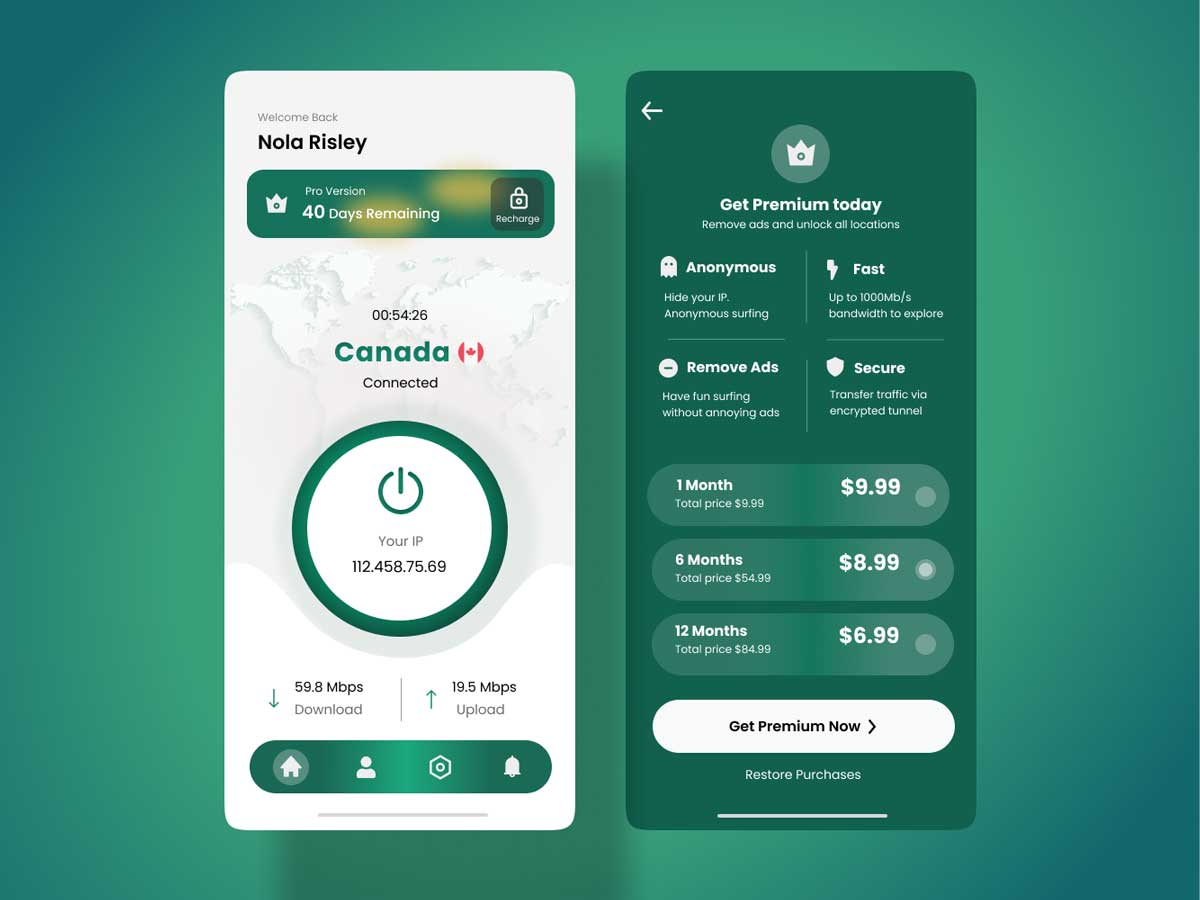 Welcome Back
Nola Risley
Pro Version
40 Days Remaining
Recharge
00:54:26
Canada
Connected
Your IP
112.458.75.69
59.8 Mbps
Download
19.5 Mbps
Upload
Get Premium today
Remove ads and unlock all locations
Anonymous
Hide your IP.
Anonymous surfing
Fast
Up to 1000Mb/s
bandwidth to explore
Remove Ads
Have fun surfing
without annoying ads
Secure
Transfer traffic via
encrypted tunnel
1 Month
Total price $9.99
$9.99
6 Months
Total price $54.99
$8.99
12 Months
Total price $84.99
$6.99
Get Premium Now
Restore Purchases